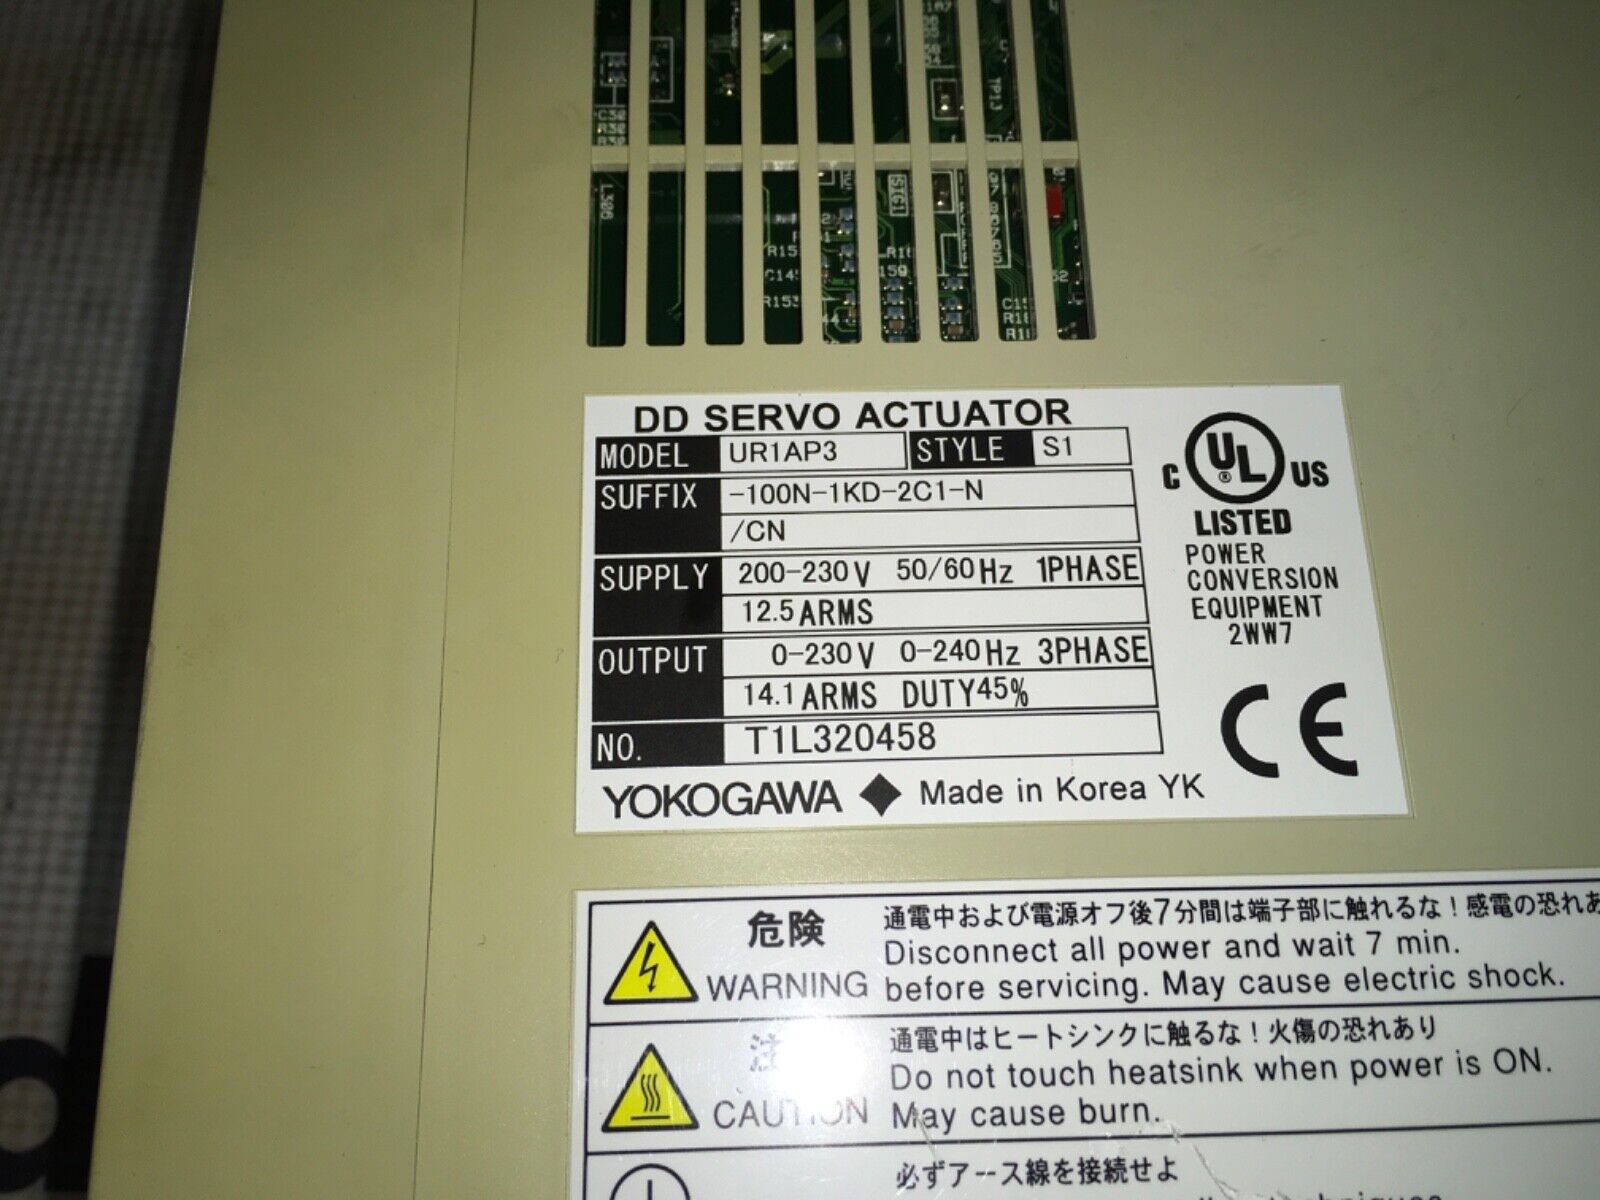 L306
DD SERVO ACTUATOR
MODEL UR1AP3 STYLE S1
SUFFIX -100N-1KD-2C1-N
/CN
SUPPLY 200-230V 50/60Hz 1PHASE
12.5ARMS
OUTPUT 0-230V 0-240Hz 3PHASE
14.1ARMS DUTY45%
NO. T1L320458
YOKOGAWA Made in Korea YK
C UL US
LISTED
POWER
CONVERSION
EQUIPMENT
2WW7
CE
危険 通電中および電源オフ後7分間は端子部に触れるな!感電の恐れあ
WARNING Disconnect all power and wait 7 min.
before servicing. May cause electric shock.
注 通電中はヒートシンクに触るな!火傷の恐れあり
CAUTION Do not touch heatsink when power is ON.
May cause burn.
必ずアース線を接続せよ